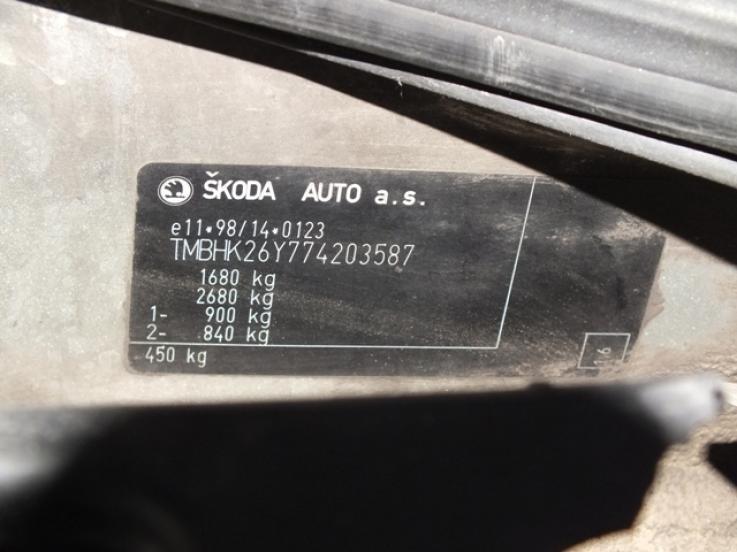 ŠKODA AUTO a.s.
e11*98/14*0123
TMBHK26Y774203587
1680 kg
2680 kg
1- 900 kg
2- 840 kg
450 kg
16